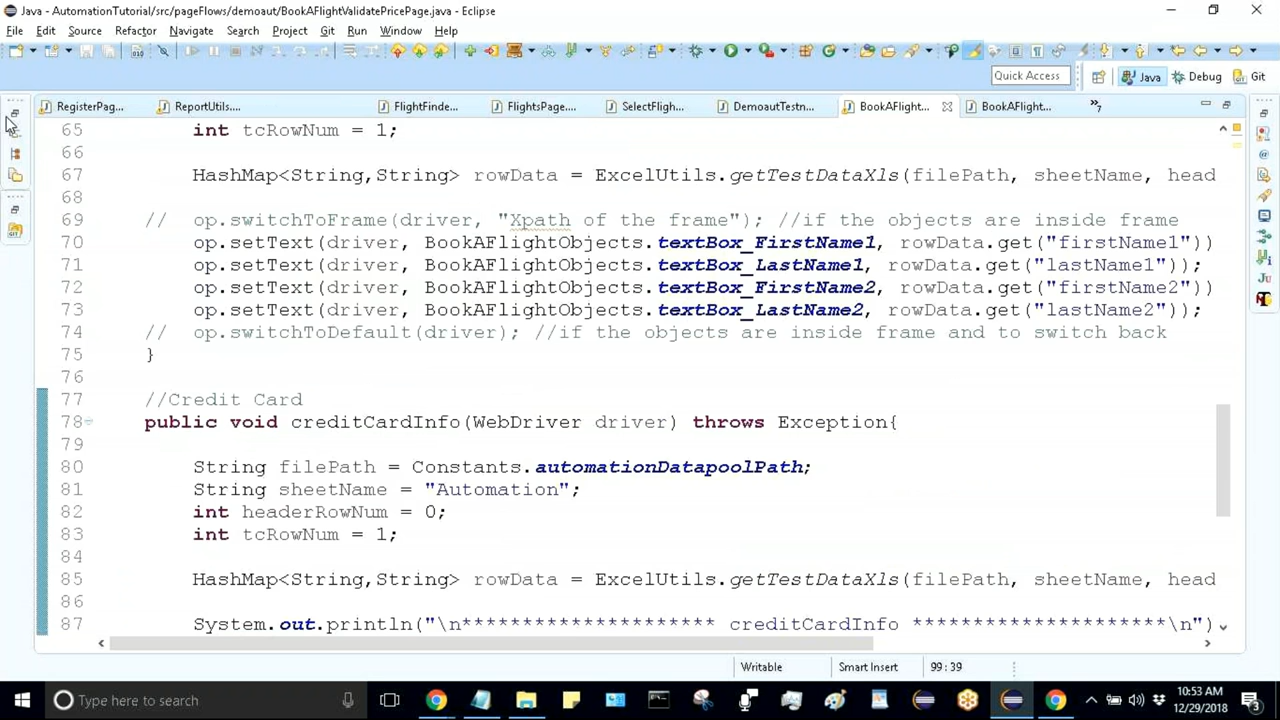 Java - AutomationTutorial/src/pageFlows/demoaut/BookAFlightValidatePricePage.java - Eclipse
File Edit Source Refactor Navigate Search Project Git Run Window Help
Quick Access Java Debug Git
RegisterPag... ReportUtils.... FlightFinde... FlightsPage.... SelectFligh... DemoautTestn... BookAFlight... BookAFlight... »7
65 int tcRowNum = 1;
66
67 HashMap<String,String> rowData = ExcelUtils.getTestDataXls(filePath, sheetName, head
68
69 // op.switchToFrame(driver, "Xpath of the frame"); //if the objects are inside frame
70 op.setText(driver, BookAFlightObjects.textBox_FirstName1, rowData.get("firstName1"))
71 op.setText(driver, BookAFlightObjects.textBox_LastName1, rowData.get("lastName1"));
72 op.setText(driver, BookAFlightObjects.textBox_FirstName2, rowData.get("firstName2"))
73 op.setText(driver, BookAFlightObjects.textBox_LastName2, rowData.get("lastName2"));
74 // op.switchToDefault(driver); //if the objects are inside frame and to switch back
75 }
76
77 //Credit Card
78 public void creditCardInfo(WebDriver driver) throws Exception{
79
80 String filePath = Constants.automationDatapoolPath;
81 String sheetName = "Automation";
82 int headerRowNum = 0;
83 int tcRowNum = 1;
84
85 HashMap<String,String> rowData = ExcelUtils.getTestDataXls(filePath, sheetName, head
86
87 System.out.println("\n********************* creditCardInfo *********************\n")
Writable Smart Insert 99 : 39
Type here to search
10:53 AM
12/29/2018
3